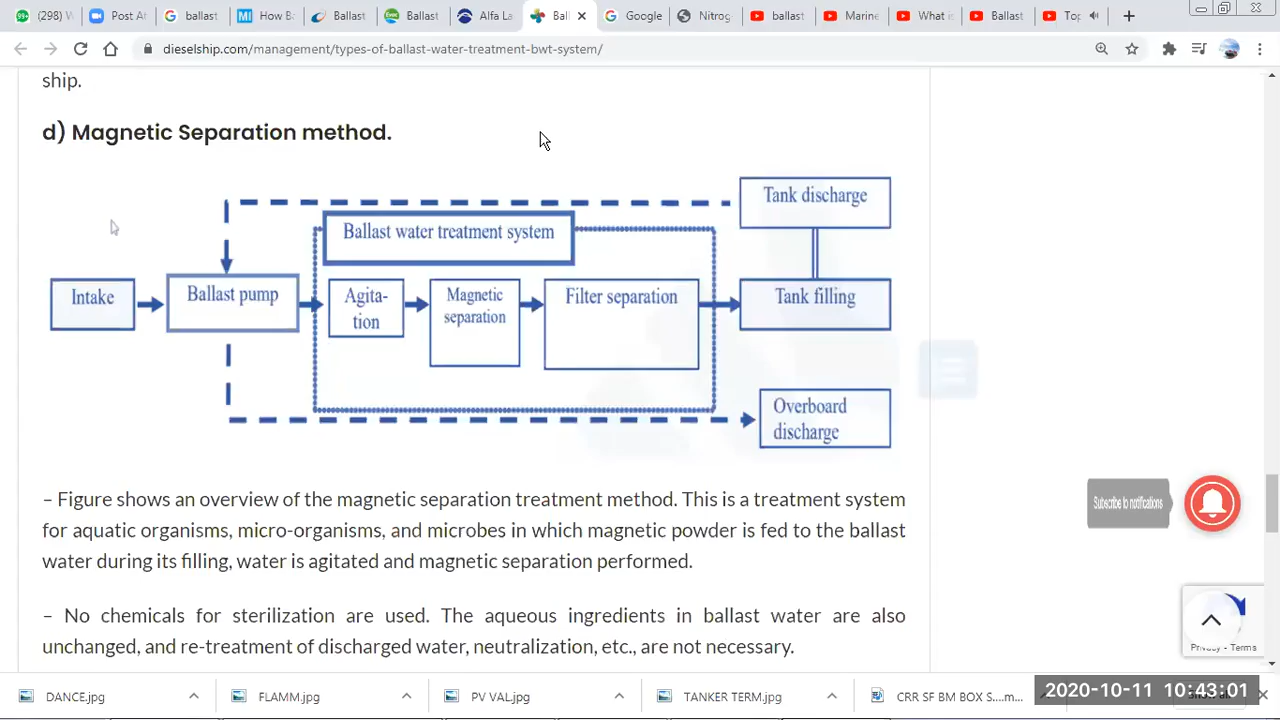 (298) W
Post At
ballast
How B
Ballast
Ballast
Alfa La
Bal
Google
Nitrog
ballast
Marine
What is
Ballast
Top
dieselship.com/management/types-of-ballast-water-treatment-bwt-system/
ship.
d) Magnetic Separation method.
Tank discharge
Ballast water treatment system
Intake
Ballast pump
Agita-
tion
Magnetic
separation
Filter separation
Tank filling
Overboard
discharge
– Figure shows an overview of the magnetic separation treatment method. This is a treatment system
for aquatic organisms, micro-organisms, and microbes in which magnetic powder is fed to the ballast
water during its filling, water is agitated and magnetic separation performed.
Subscribe to notifications
– No chemicals for sterilization are used. The aqueous ingredients in ballast water are also
unchanged, and re-treatment of discharged water, neutralization, etc., are not necessary.
Privacy - Terms
DANCE.jpg
FLAMM.jpg
PV VAL.jpg
TANKER TERM.jpg
CRR SF BM BOX S....m...
2020-10-11 10:43:01